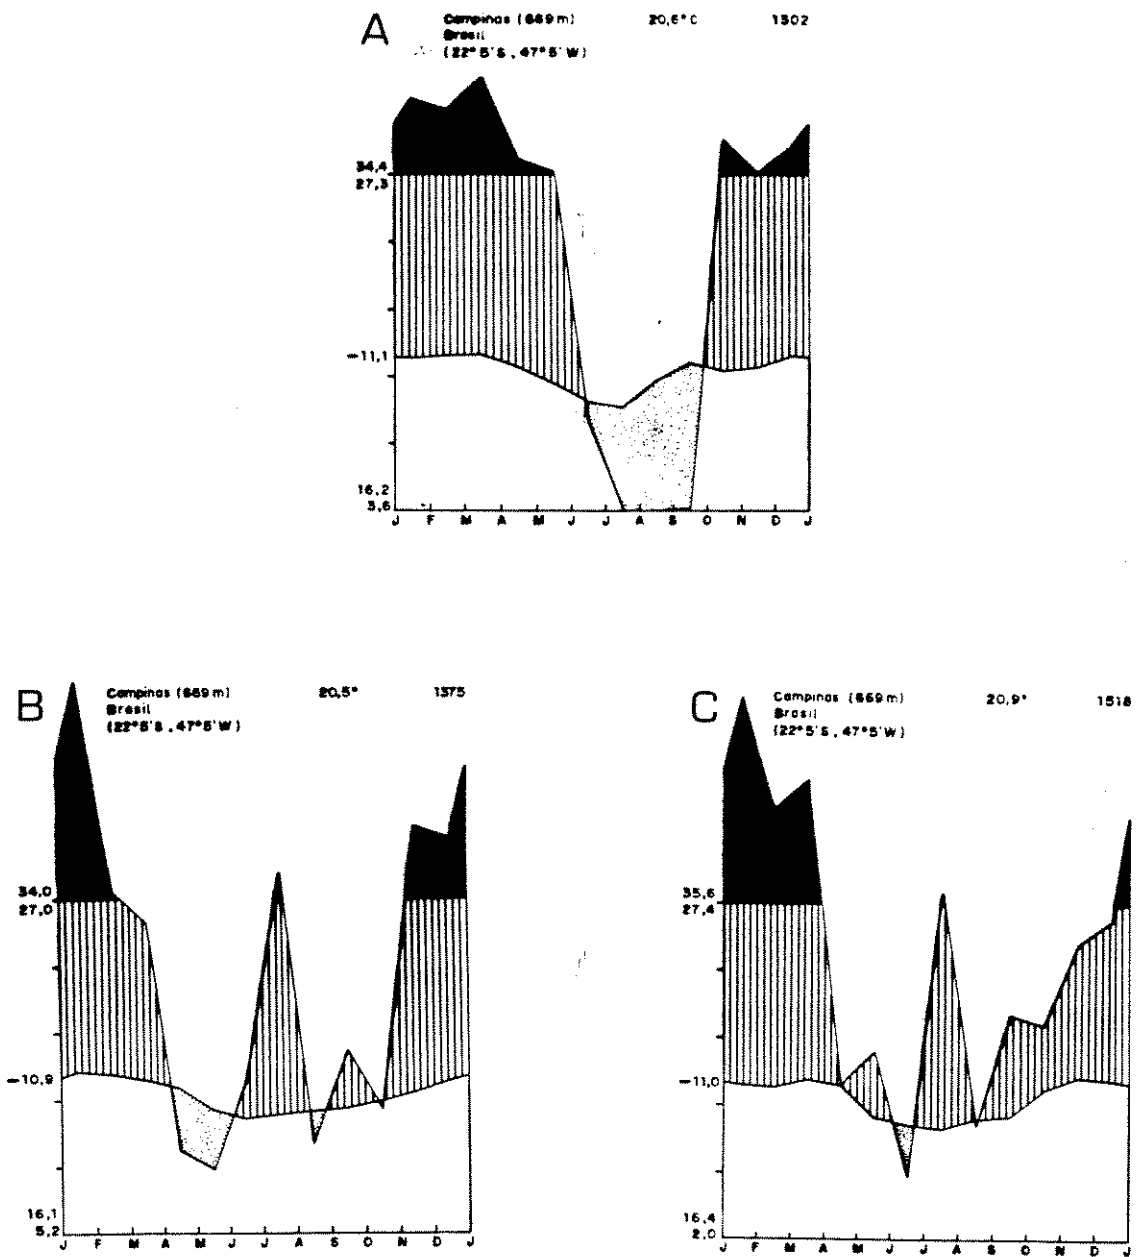 A
Campinas (669 m) 20,6°C 1302
Brasil
(22°5'S, 47°5'W)
34,4
27,3
11,1
16,2
3,6
J F M A M J J A S O N D J
B
Campinas (669 m) 20,5° 1375
Brasil
(22°5'S, 47°5'W)
34,0
27,0
10,9
16,1
5,2
J F M A M J J A S O N D J
C
Campinas (669 m) 20,9° 1518
Brasil
(22°5'S, 47°5'W)
35,6
27,4
11,0
16,4
2,0
J F M A M J J A S O N D J